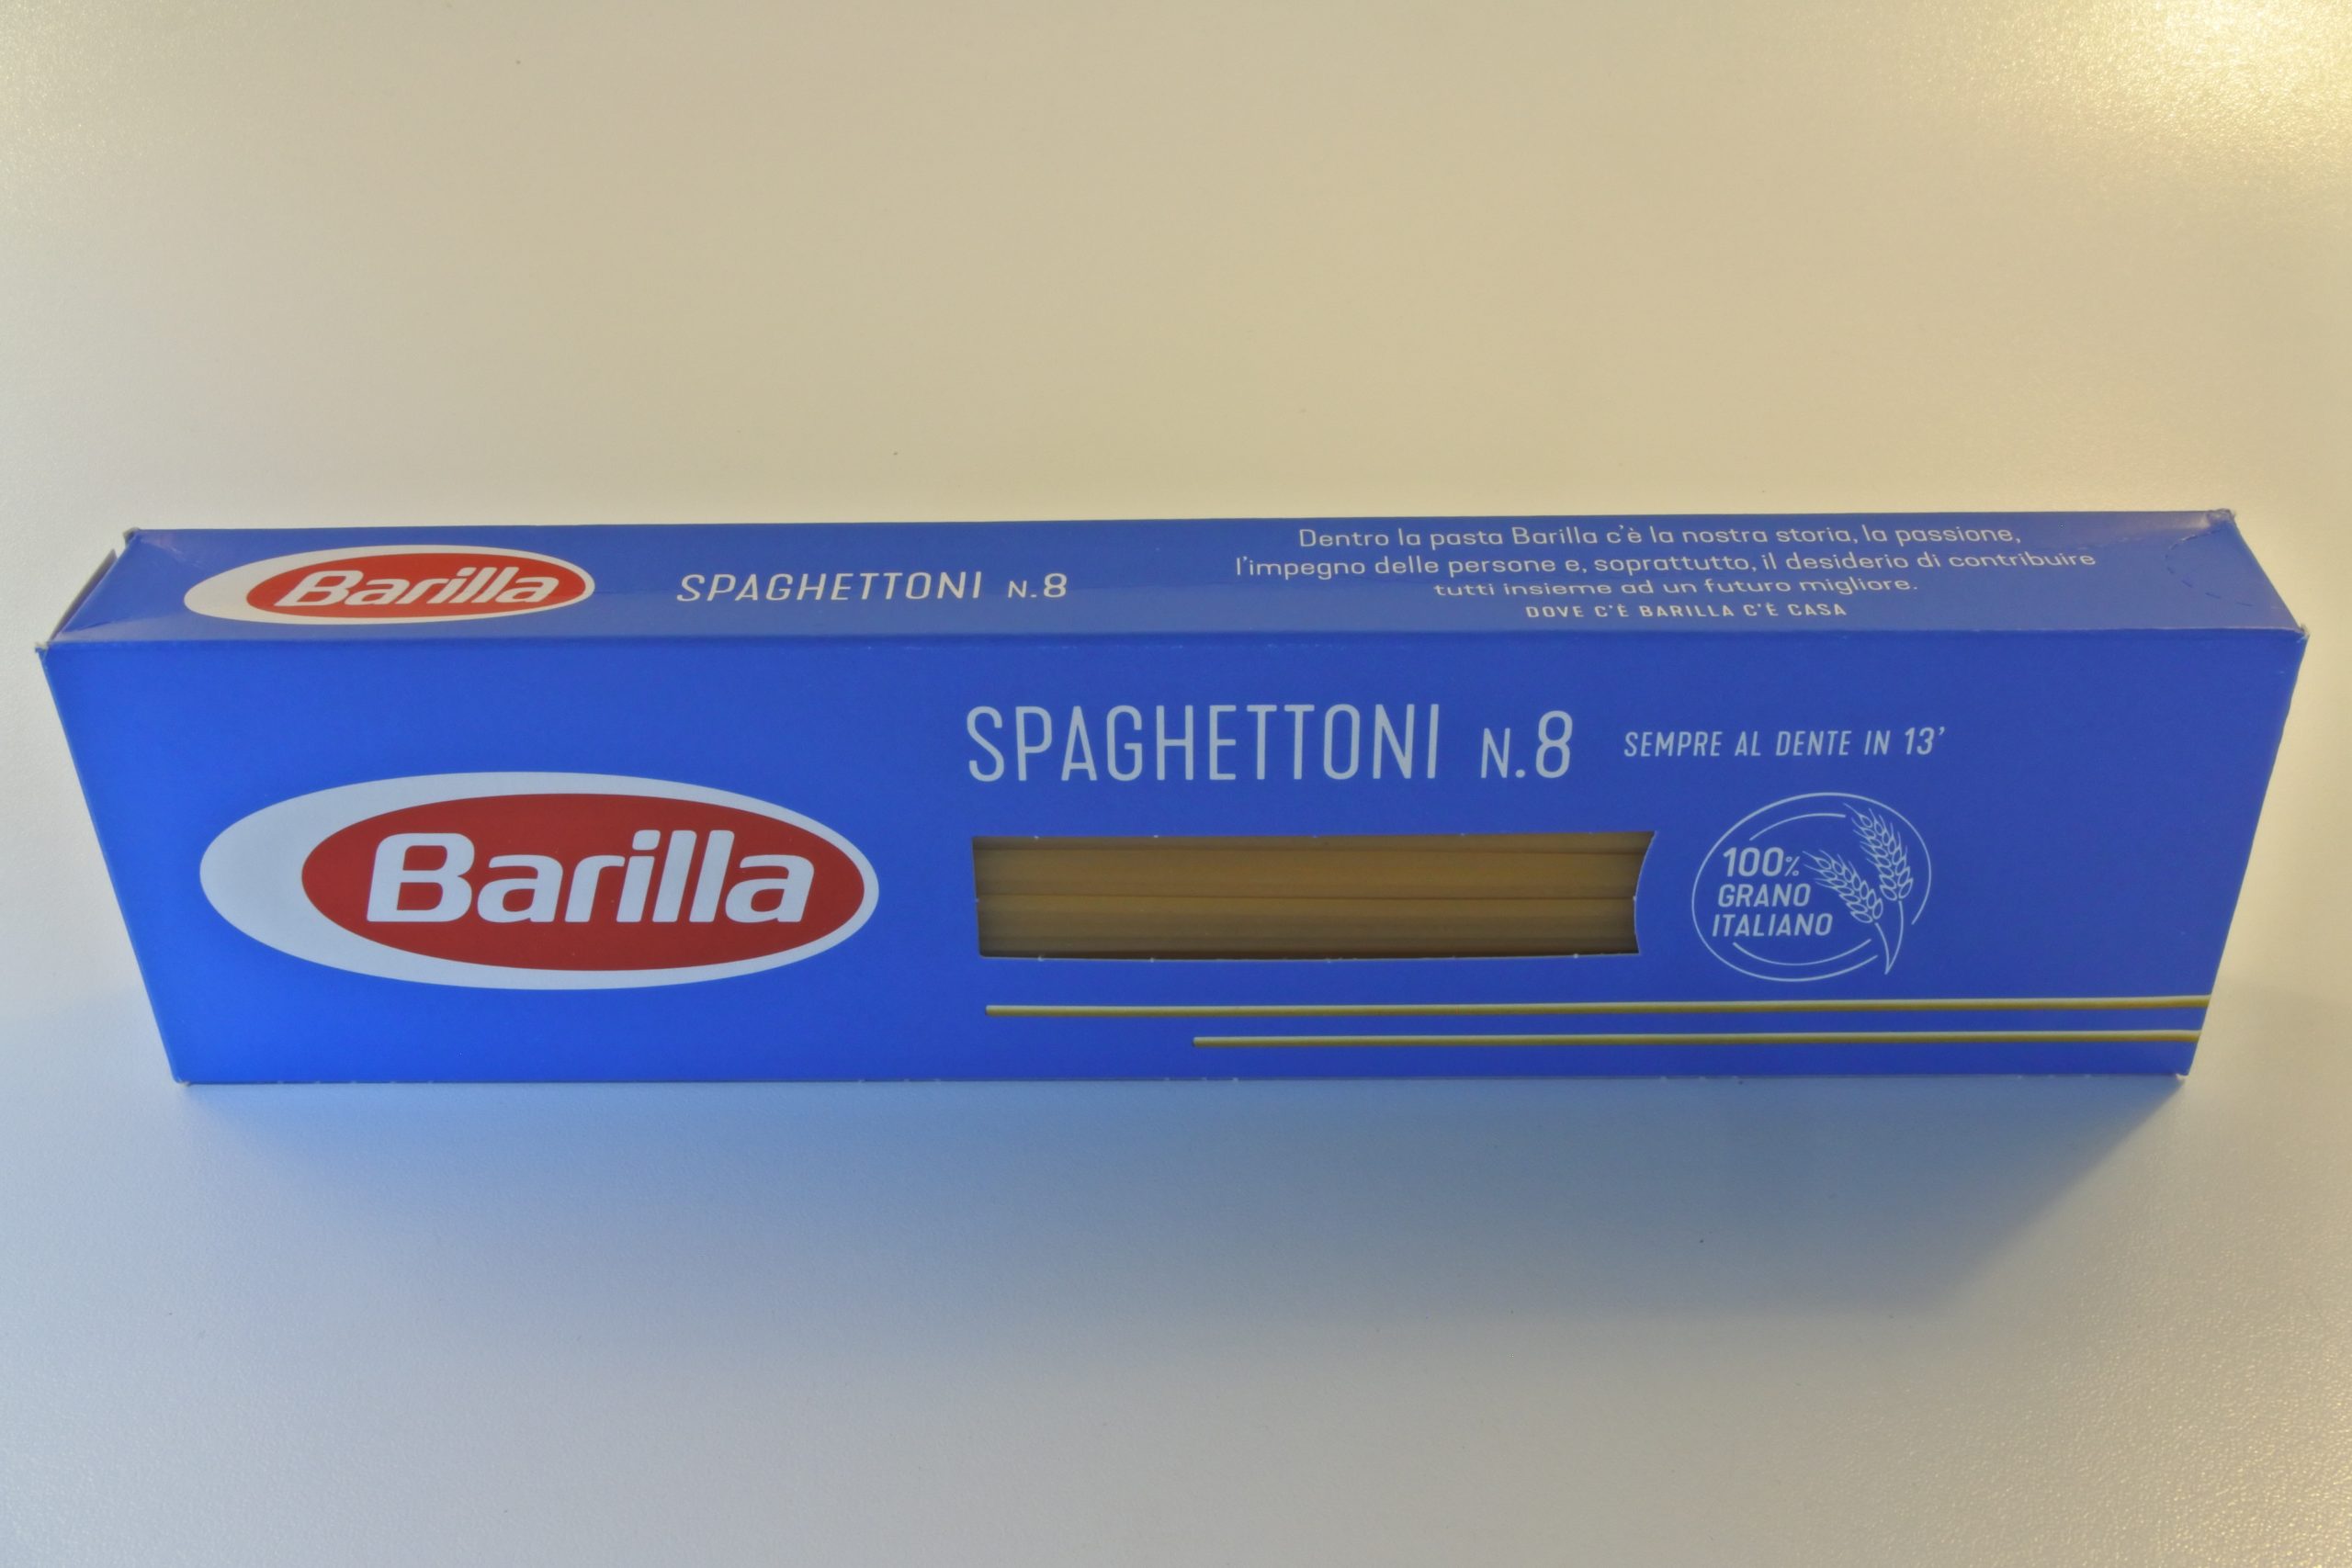 Barilla
SPAGHETTONI N.8
Dentro la pasta Barilla c'è la nostra storia, la passione,
l'impegno delle persone e, soprattutto, il desiderio di contribuire
tutti insieme ad un futuro migliore.
DOVE C'È BARILLA C'È CASA
SPAGHETTONI N.8
SEMPRE AL DENTE IN 13'
Barilla
100%
GRANO
ITALIANO